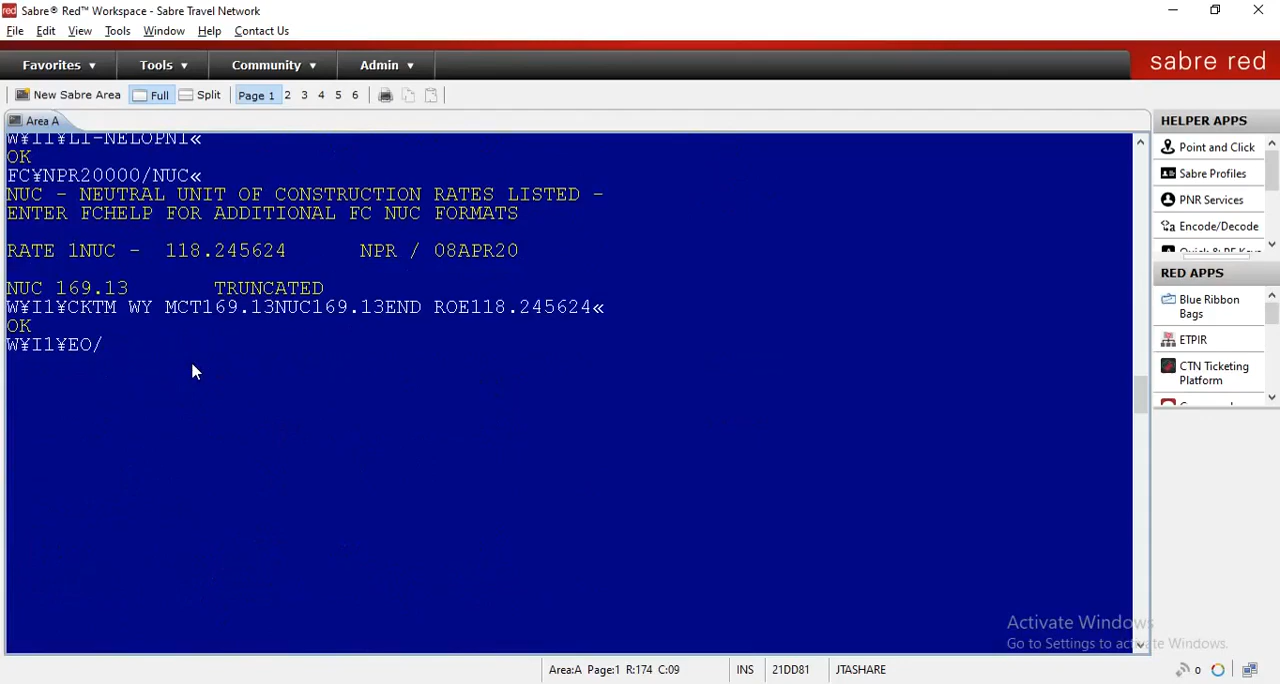 red Sabre® Red™ Workspace - Sabre Travel Network
File Edit View Tools Window Help Contact Us
Favorites ▼ Tools ▼ Community ▼ Admin ▼ sabre red
New Sabre Area Full Split Page 1 2 3 4 5 6
Area A
HELPER APPS
W¥I1¥L1-NELOPN1«
OK
FC¥NPR20000/NUC«
NUC - NEUTRAL UNIT OF CONSTRUCTION RATES LISTED -
ENTER FCHELP FOR ADDITIONAL FC NUC FORMATS
RATE 1NUC - 118.245624 NPR / 08APR20
NUC 169.13 TRUNCATED
W¥I1¥CKTM WY MCT169.13NUC169.13END ROE118.245624«
OK
W¥I1¥EO/
Point and Click
Sabre Profiles
PNR Services
Encode/Decode
RED APPS
Blue Ribbon
Bags
ETPIR
CTN Ticketing
Platform
Activate Windows
Go to Settings to activate Windows.
Area:A Page:1 R:174 C:09 INS 21DD81 JTASHARE 0